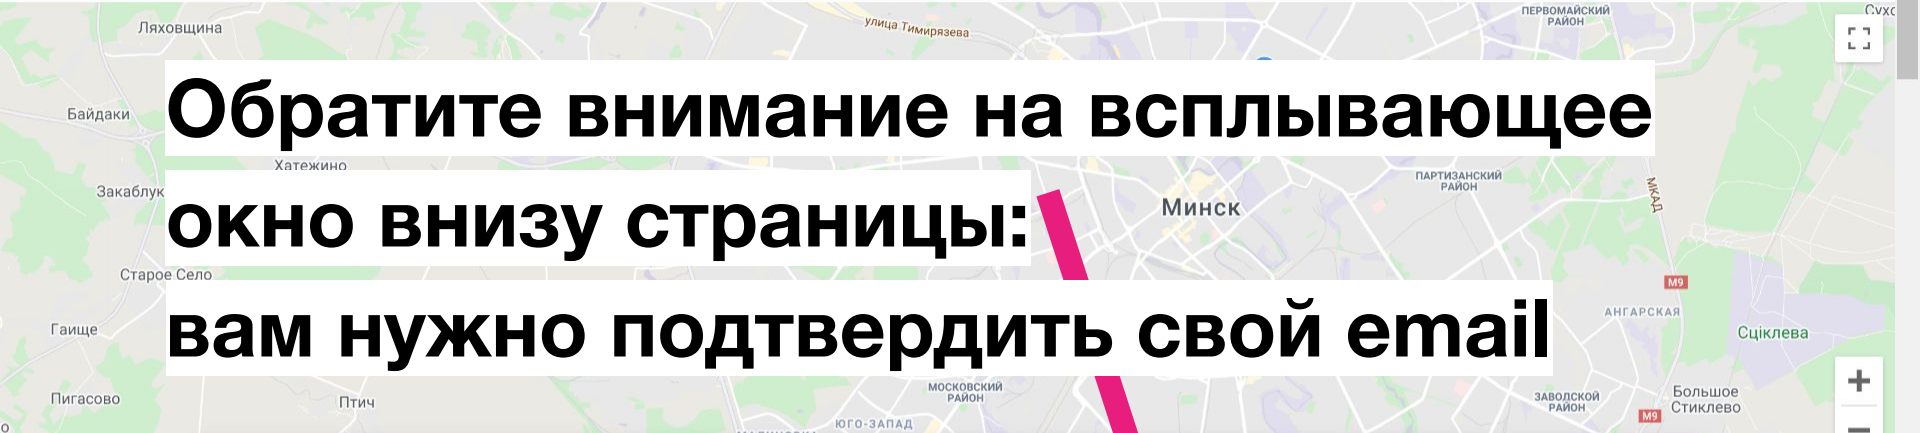 Ляховщина
улица Тимирязева
ПЕРВОМАЙСКИЙ
РАЙОН
Обратите внимание на всплывающее
Байдаки
Хатежино
Закаблук
ПАРТИЗАНСКИЙ
РАЙОН
МКАД
окно внизу страницы:
Минск
Старое Село
M9
вам нужно подтвердить свой email
АНГАРСКАЯ
Гаище
Сціклева
МОСКОВСКИЙ
РАЙОН
Пигасово
Птич
ЗАВОДСКОЙ
РАЙОН
Большое
Стиклево
M9
ЮГО-ЗАПАД